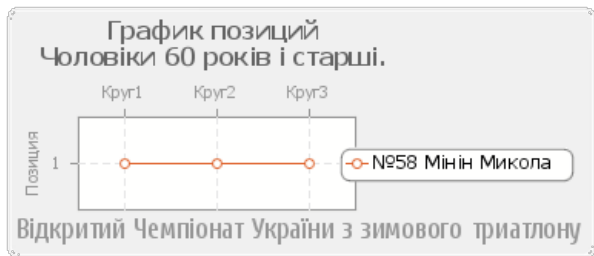 График позиций
Чоловіки 60 років і старші.
Круг1 Круг2 Круг3
Позиция
1
№58 Мінін Микола
Відкритий Чемпіонат України з зимового триатлону